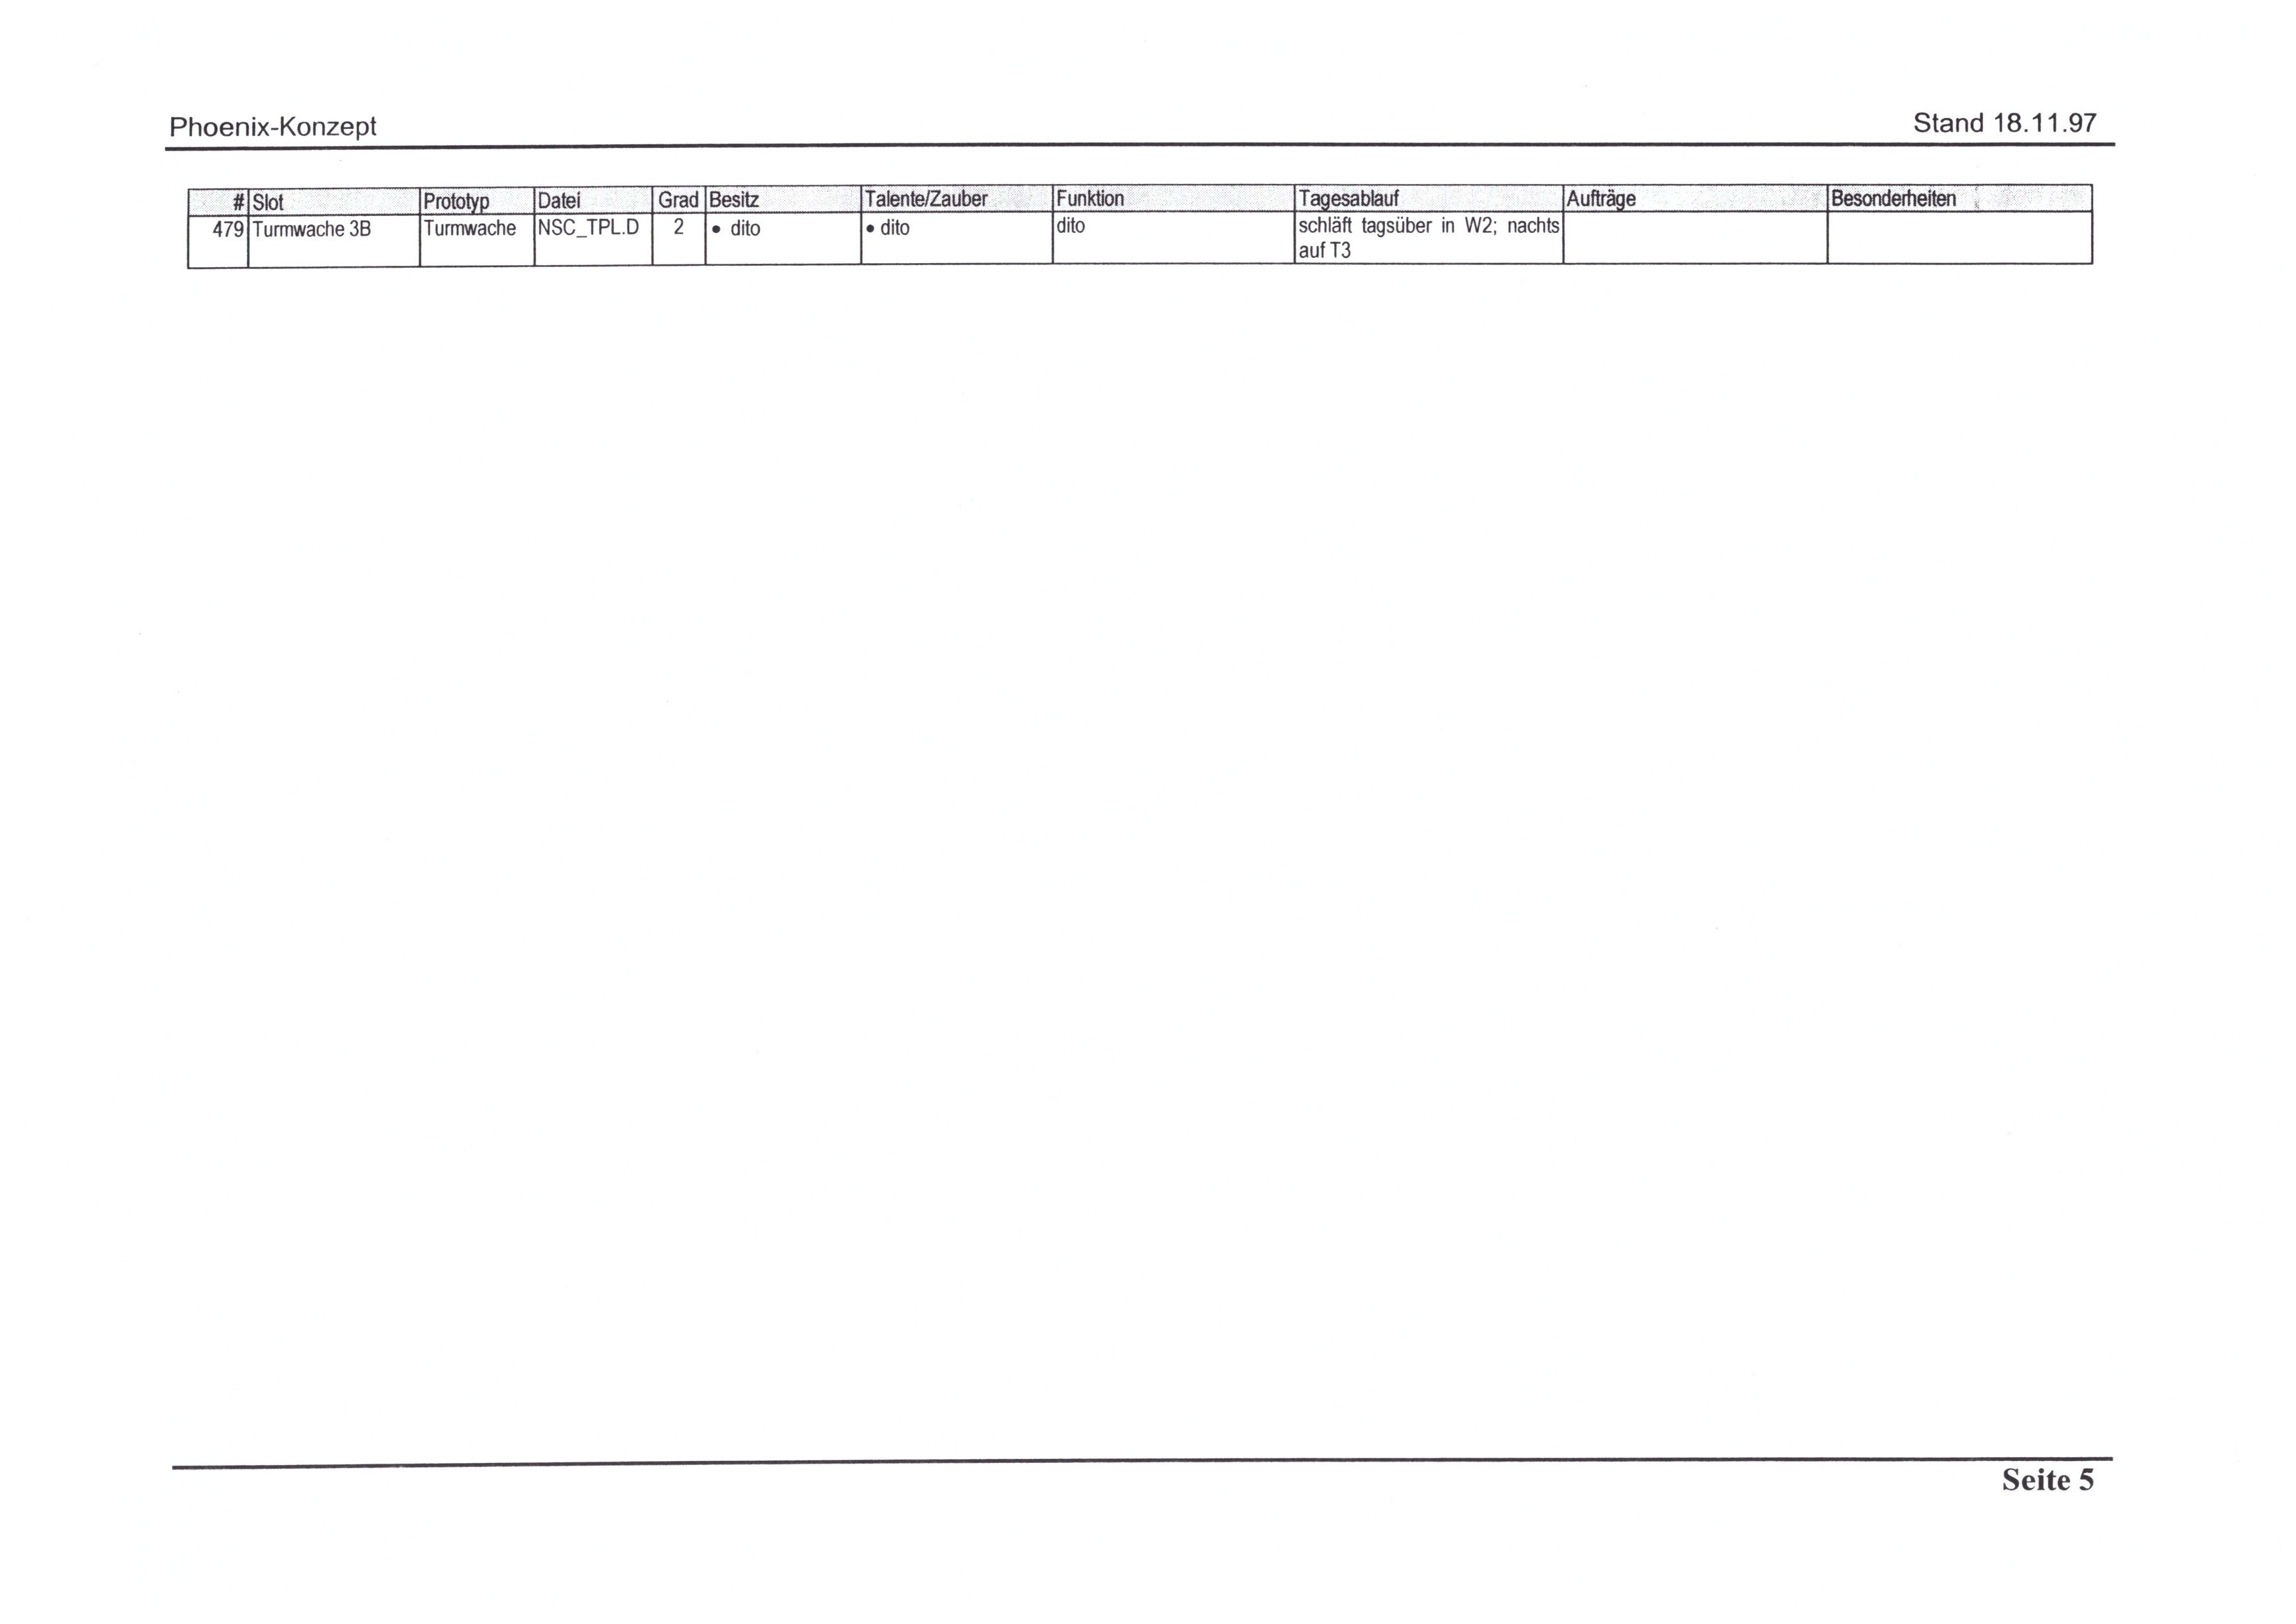 Phoenix-Konzept
Stand 18.11.97
# Slot Prototyp Datei Grad Besitz Talente/Zauber Funktion Tagesablauf Aufträge Besonderheiten
479 Turmwache 3B Turmwache NSC_TPL.D 2 • dito • dito dito schläft tagsüber in W2; nachts
auf T3
Seite 5